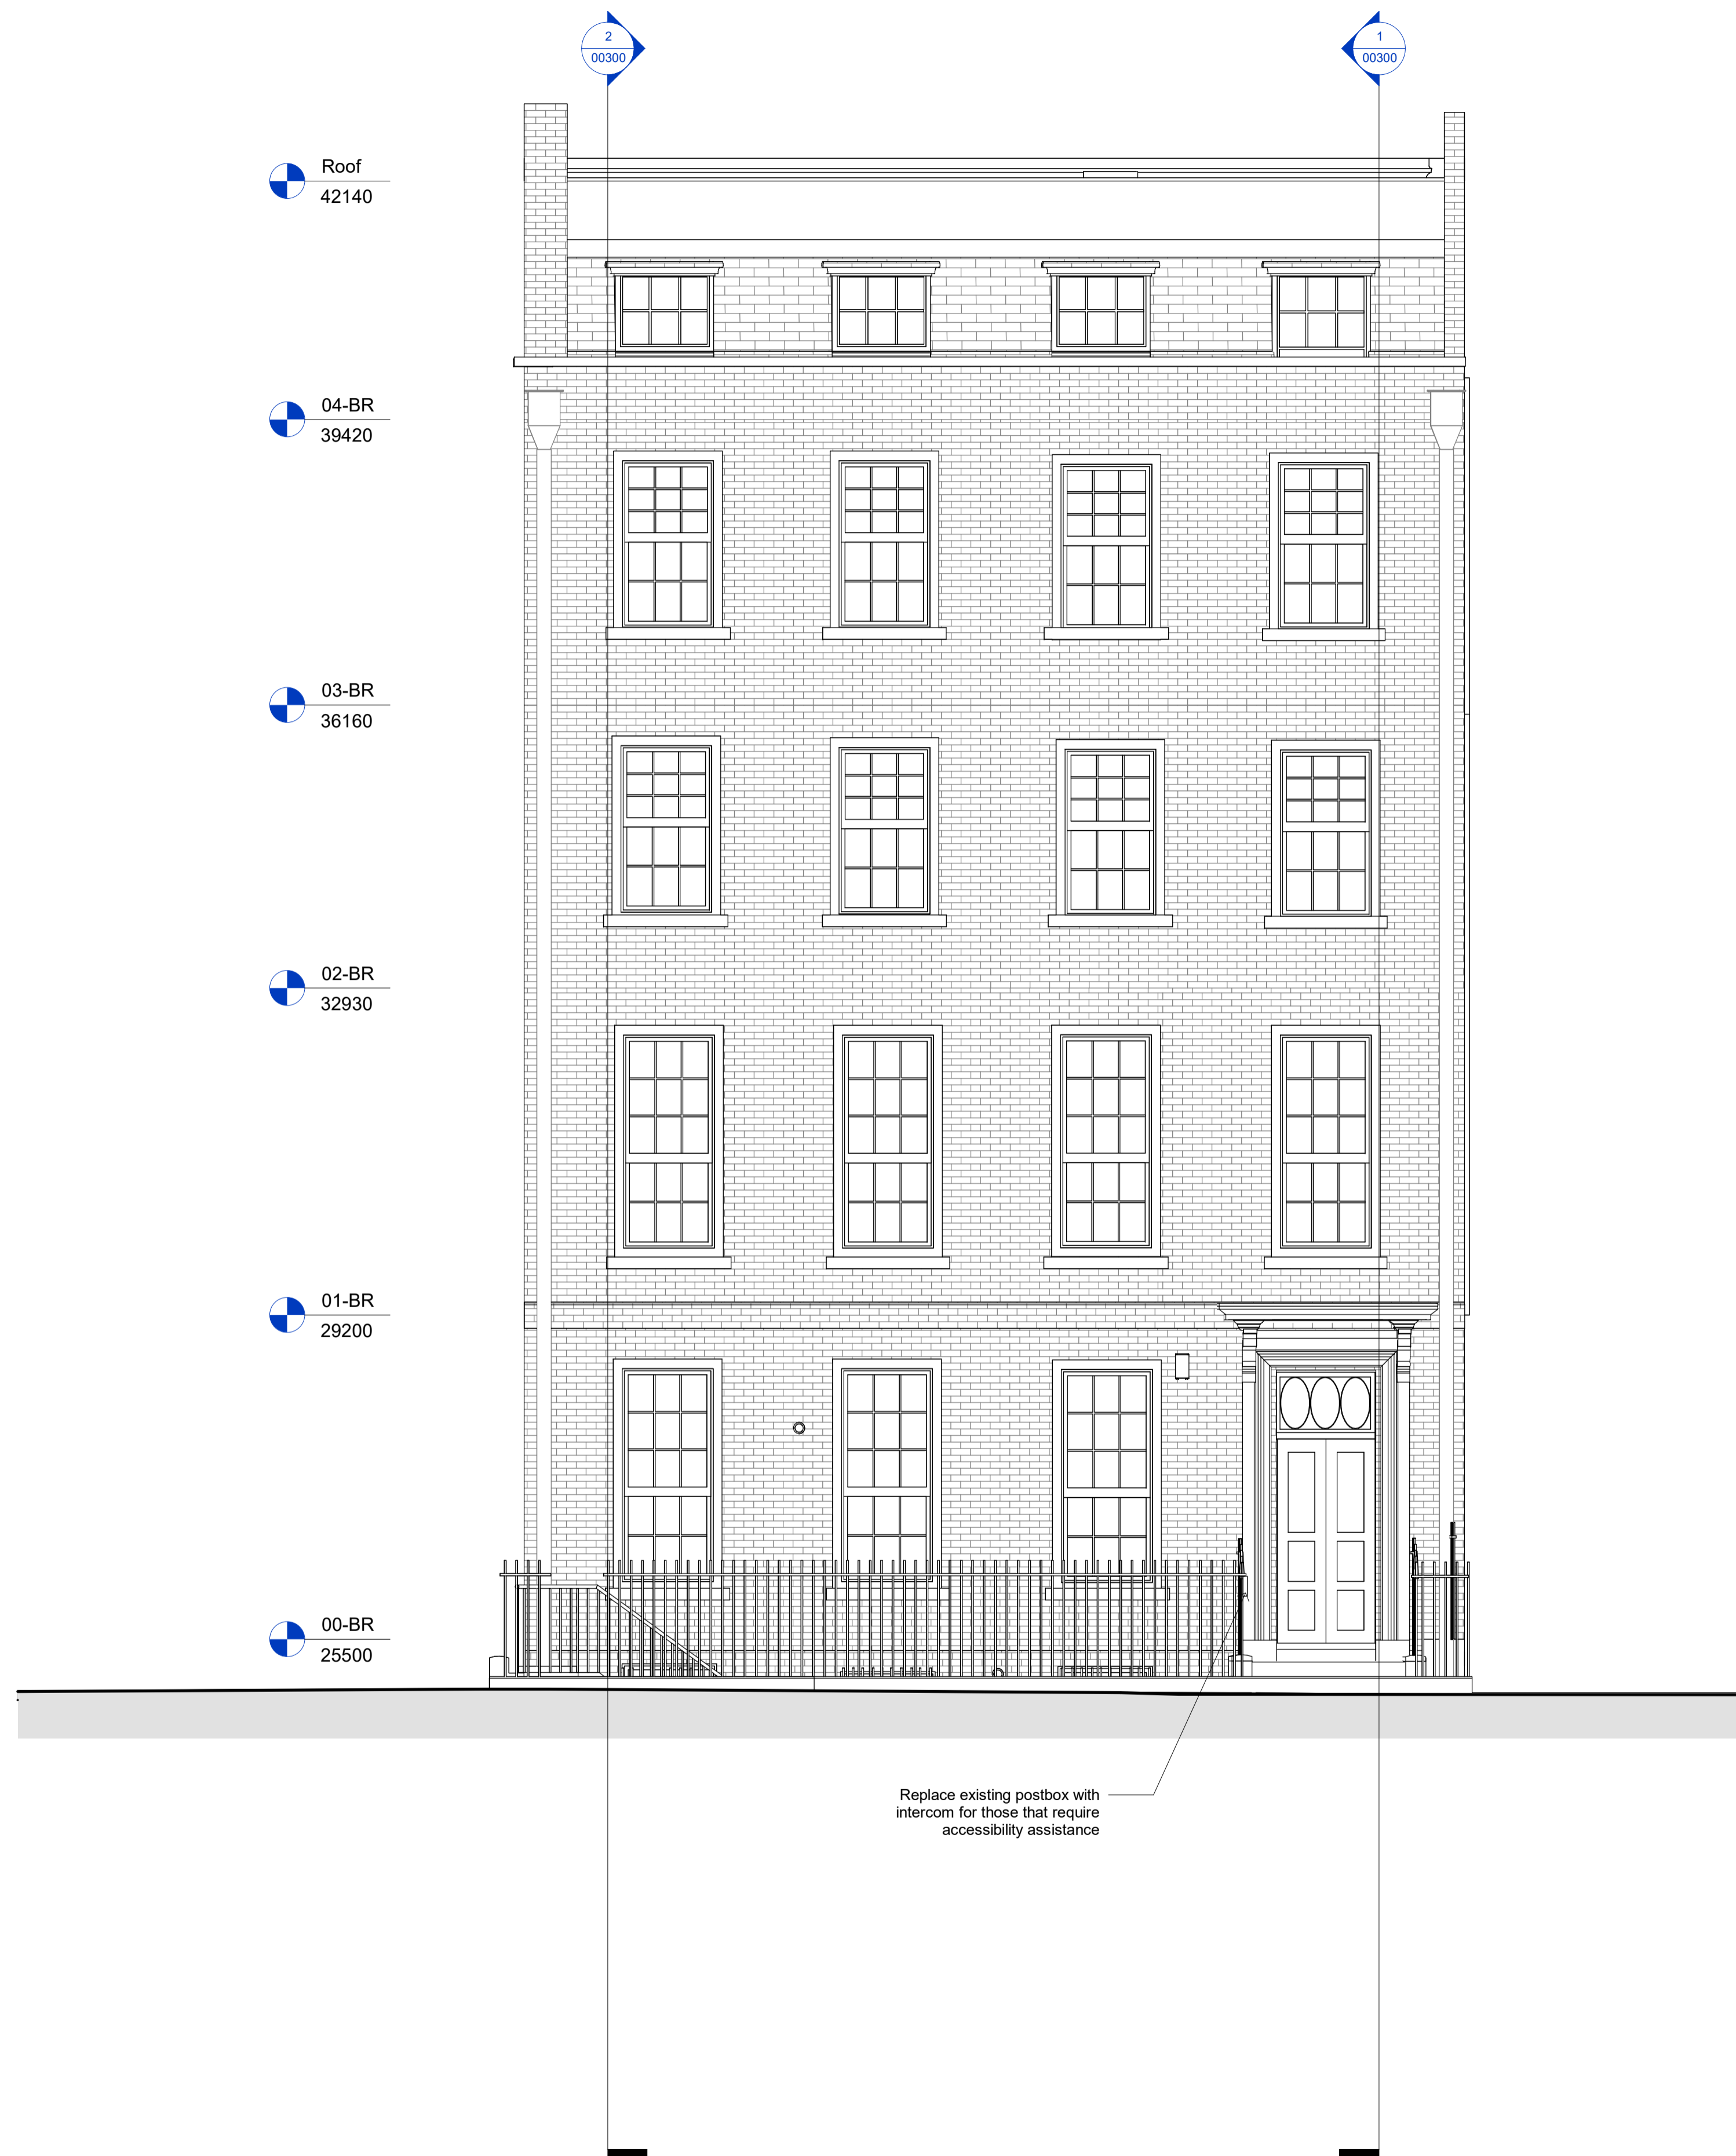 2
00300
1
00300
Roof
42140
04-BR
39420
03-BR
36160
02-BR
32930
01-BR
29200
00-BR
25500
Replace existing postbox with
intercom for those that require
accessibility assistance